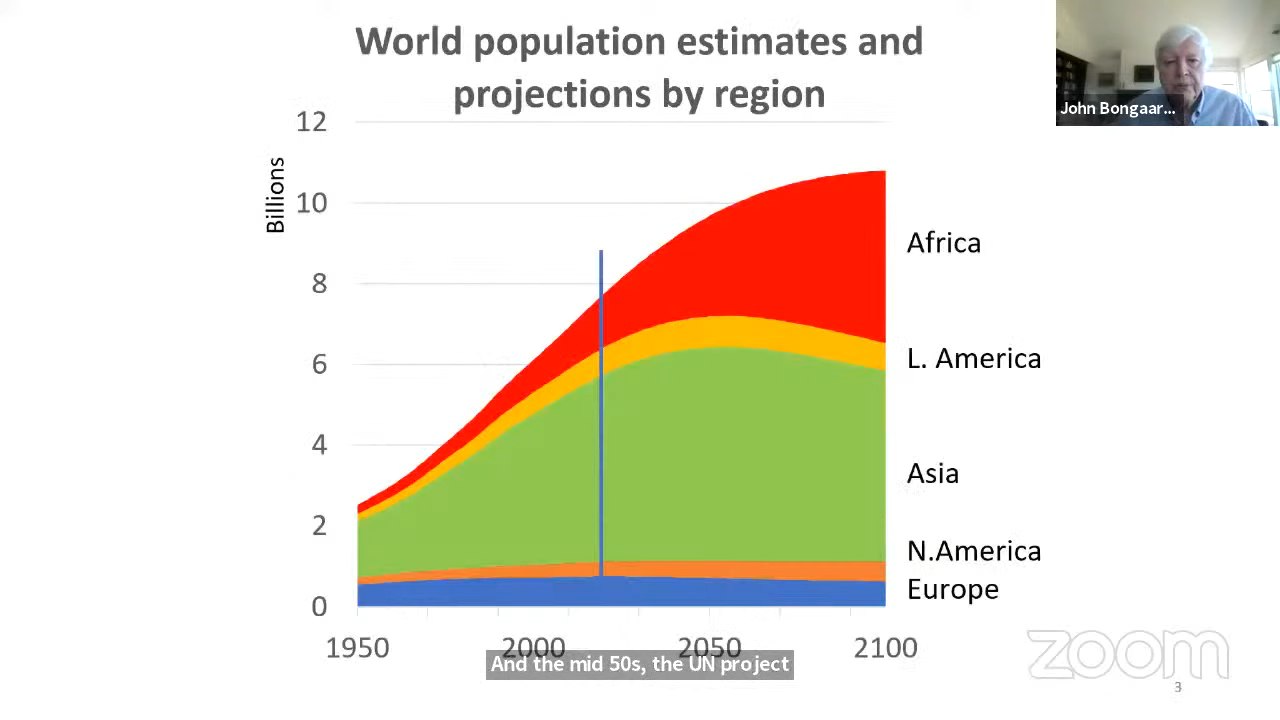 World population estimates and
projections by region
John Bongaar...
12
Billions
10
8
6
4
2
0
Africa
L. America
Asia
N.America
Europe
1950
2000
2050
2100
And the mid 50s, the UN project
zoom
3